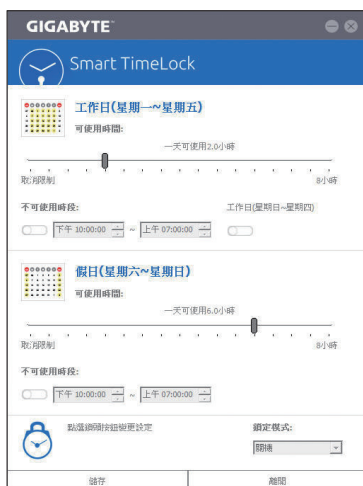 GIGABYTE™
Smart TimeLock
工作日(星期一~星期五)
可使用時間:
一天可使用2.0小時
取消限制 8小時
不可使用時段: 工作日(星期日~星期四)
下午 10:00:00 ~ 上午 07:00:00
假日(星期六~星期日)
可使用時間:
一天可使用6.0小時
取消限制 8小時
不可使用時段:
下午 10:00:00 ~ 上午 07:00:00
點選鎖頭按鈕變更設定 鎖定模式:
關機
儲存 離開